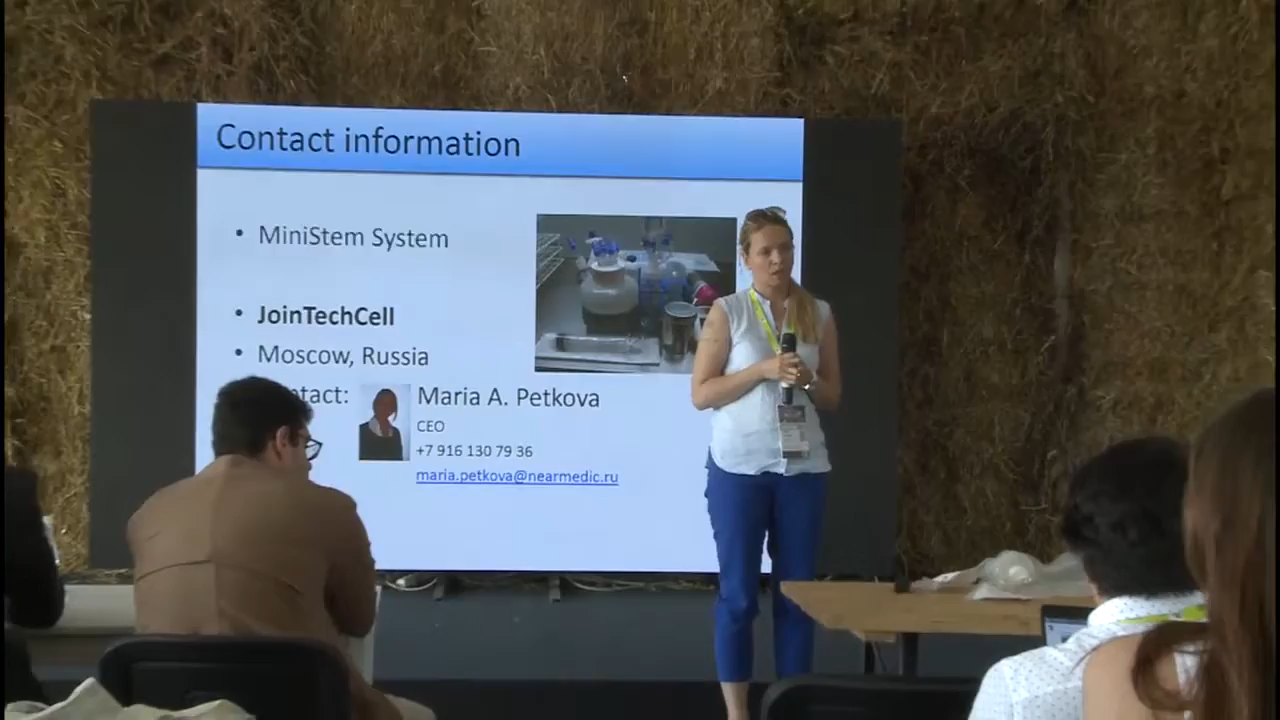 Contact information
• MiniStem System
• JoinTechCell
• Moscow, Russia
ntact: Maria A. Petkova
CEO
+7 916 130 79 36
maria.petkova@nearmedic.ru